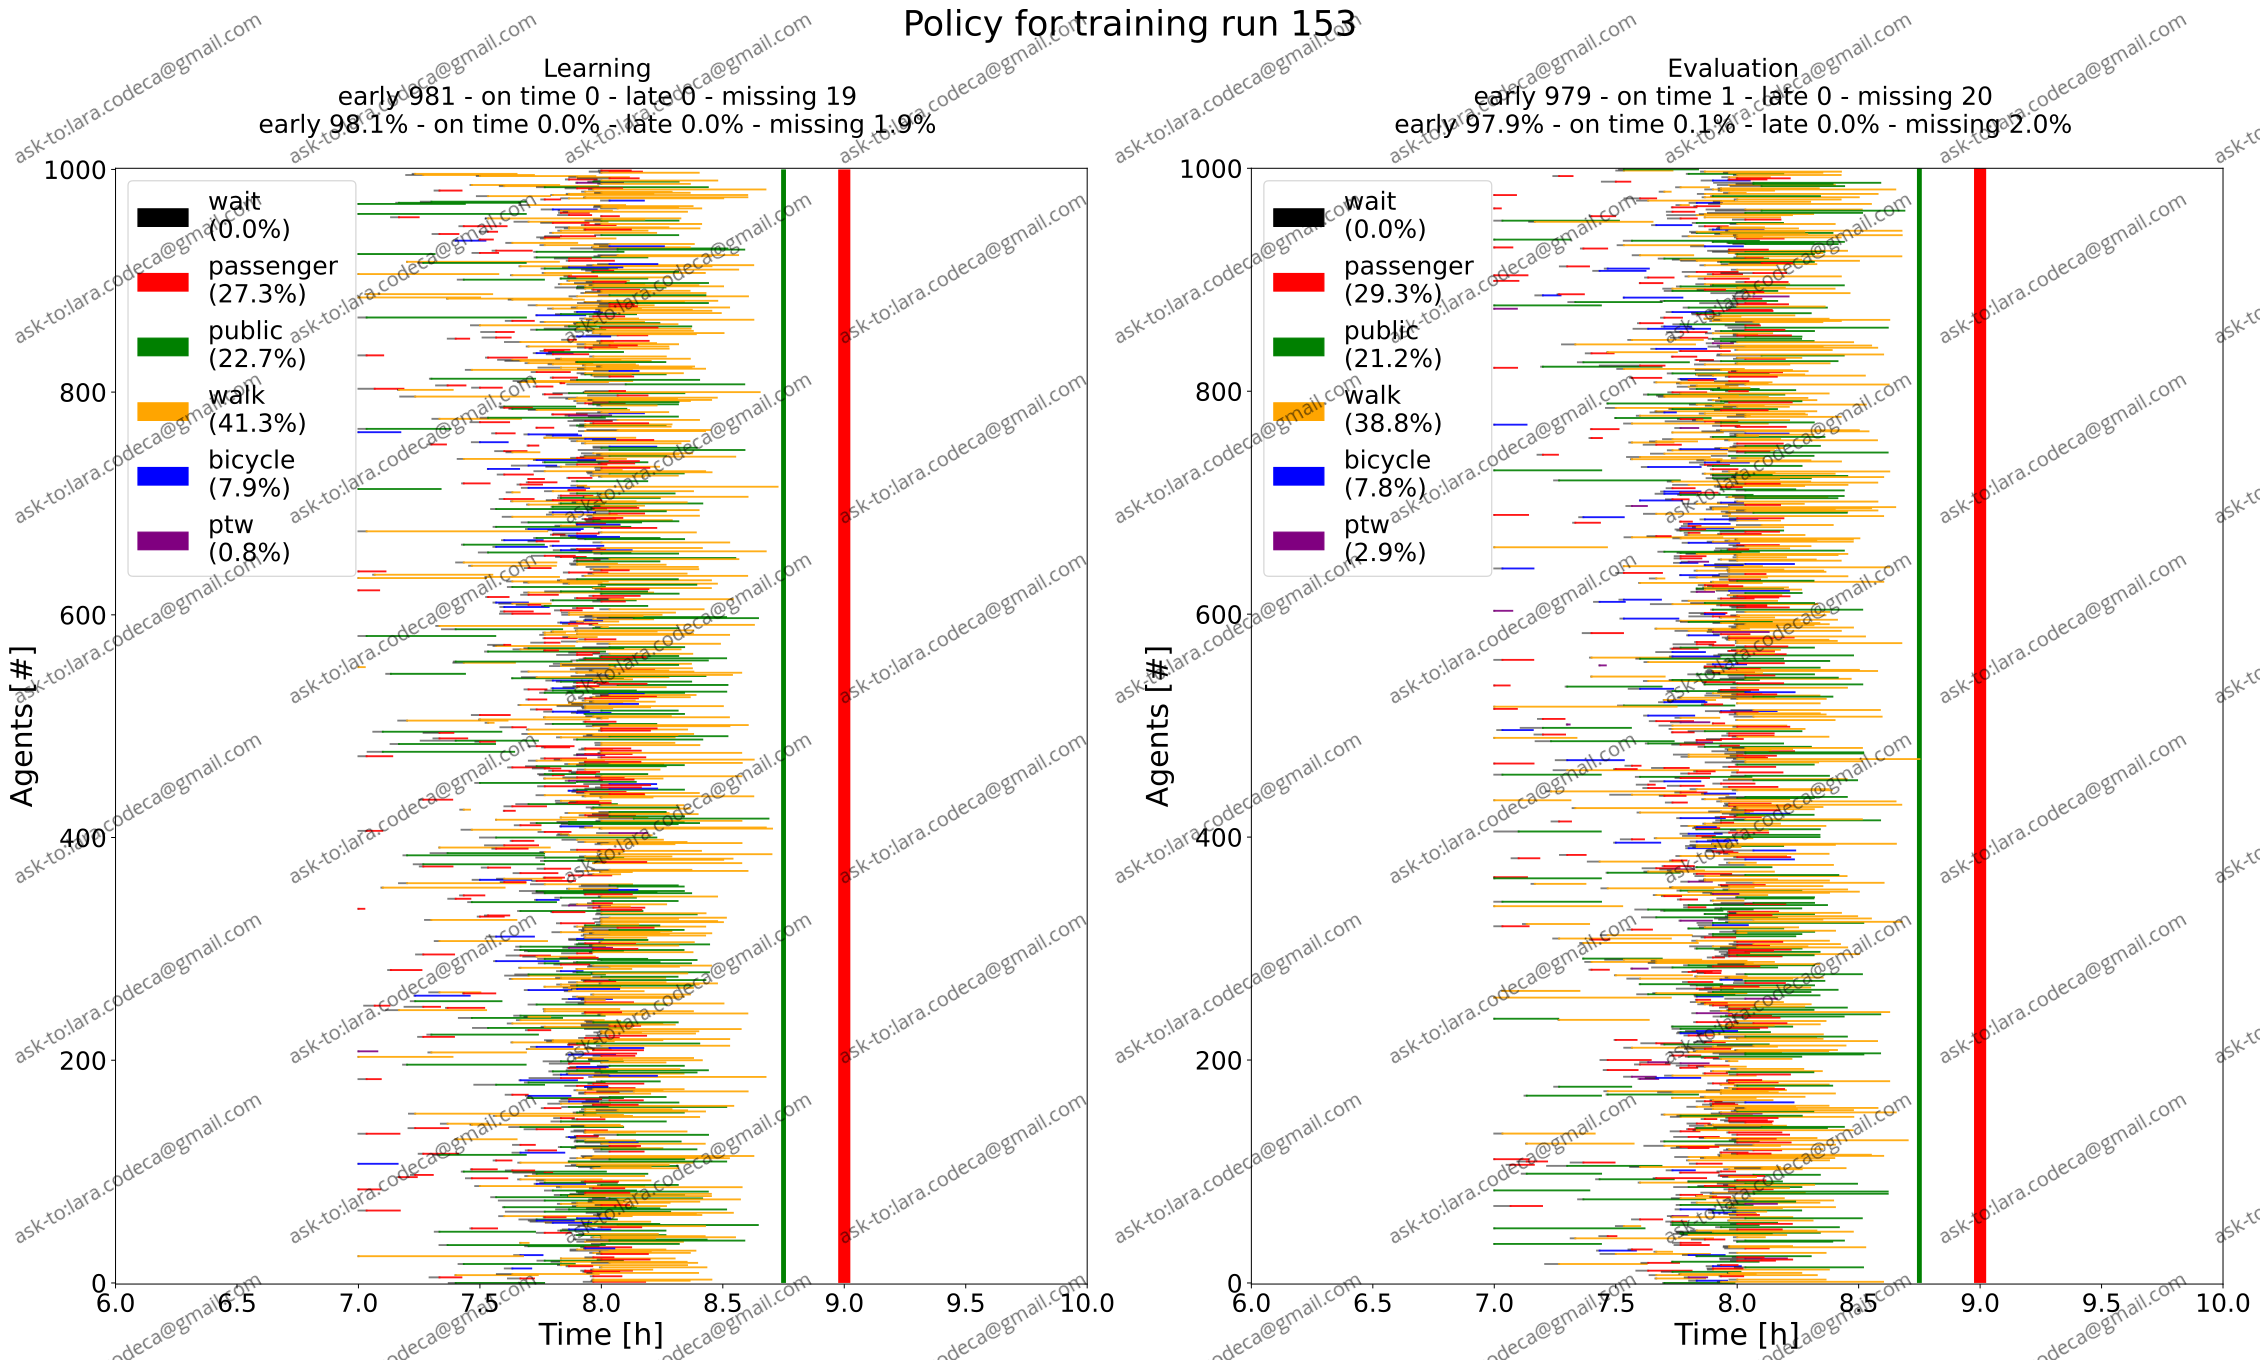 Policy for training run 153
Learning
early 981 - on time 0 - late 0 - missing 19
early 98.1% - on time 0.0% - late 0.0% - missing 1.9%
1000
800
600
400
200
0
Agents [#]
wait
(0.0%)
passenger
(27.3%)
public
(22.7%)
walk
(41.3%)
bicycle
(7.9%)
ptw
(0.8%)
6.0 6.5 7.0 7.5 8.0 8.5 9.0 9.5 10.0
Time [h]
Evaluation
early 979 - on time 1 - late 0 - missing 20
early 97.9% - on time 0.1% - late 0.0% - missing 2.0%
1000
800
600
400
200
0
Agents [#]
wait
(0.0%)
passenger
(29.3%)
public
(21.2%)
walk
(38.8%)
bicycle
(7.8%)
ptw
(2.9%)
6.0 6.5 7.0 7.5 8.0 8.5 9.0 9.5 10.0
Time [h]
ask-to:lara.codeca@gmail.com